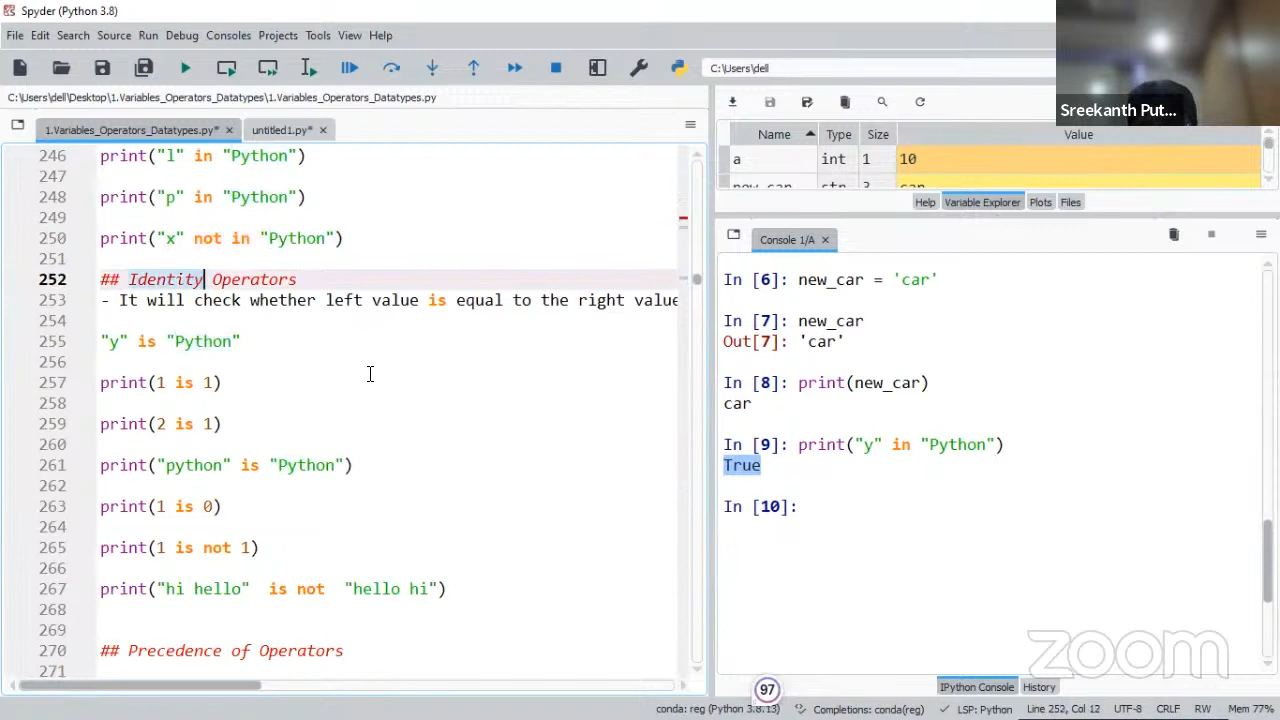 Spyder (Python 3.8)
File Edit Search Source Run Debug Consoles Projects Tools View Help
C:\Users\dell
C:\Users\dell\Desktop\1.Variables_Operators_Datatypes\1.Variables_Operators_Datatypes.py
Sreekanth Put...
1.Variables_Operators_Datatypes.py* untitled1.py*
Name Type Size Value
a int 1 10
new_car str 3 car
Help Variable Explorer Plots Files
Console 1/A
246 print("l" in "Python")
247
248 print("p" in "Python")
249
250 print("x" not in "Python")
251
252 ## Identity Operators
253 - It will check whether left value is equal to the right value
254
255 "y" is "Python"
256
257 print(1 is 1)
258
259 print(2 is 1)
260
261 print("python" is "Python")
262
263 print(1 is 0)
264
265 print(1 is not 1)
266
267 print("hi hello"  is not  "hello hi")
268
269
270 ## Precedence of Operators
271
In [6]: new_car = 'car'
In [7]: new_car
Out[7]: 'car'
In [8]: print(new_car)
car
In [9]: print("y" in "Python")
True
In [10]:
zoom
97
IPython Console History
conda: reg (Python 3.8.13) Completions: conda(reg) LSP: Python Line 252, Col 12 UTF-8 CRLF RW Mem 77%